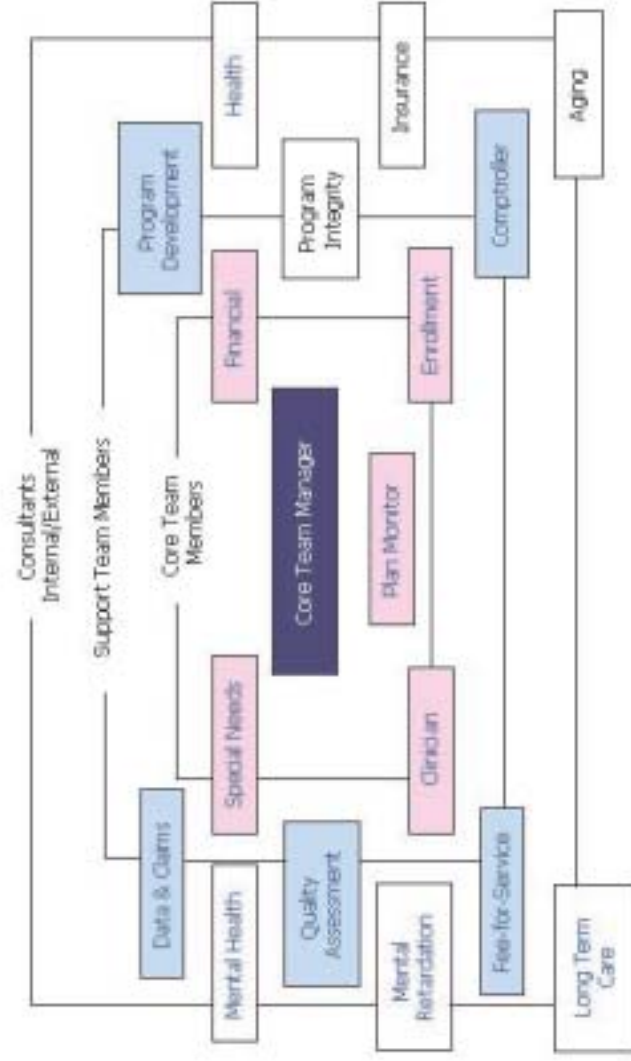 Consultants
Internal/External
Support Team Members
Core Team
Members
Data & Claims
Program
Development
Mental Health
Special Needs
Financial
Health
Core Team Manager
Quality
Assessment
Program
Integrity
Mental
Retardation
Clinician
Plan Monitor
Enrollment
Insurance
Fee-for-Service
Comptroller
Long Term
Care
Aging